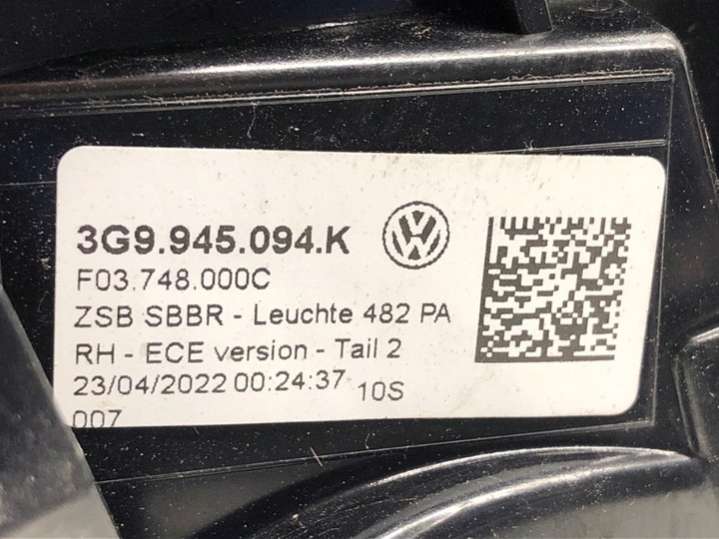 3G9.945.094.K
F03.748.000C
ZSB SBBR - Leuchte 482 PA
RH - ECE version - Tail 2
23/04/2022 00:24:37 10S
007